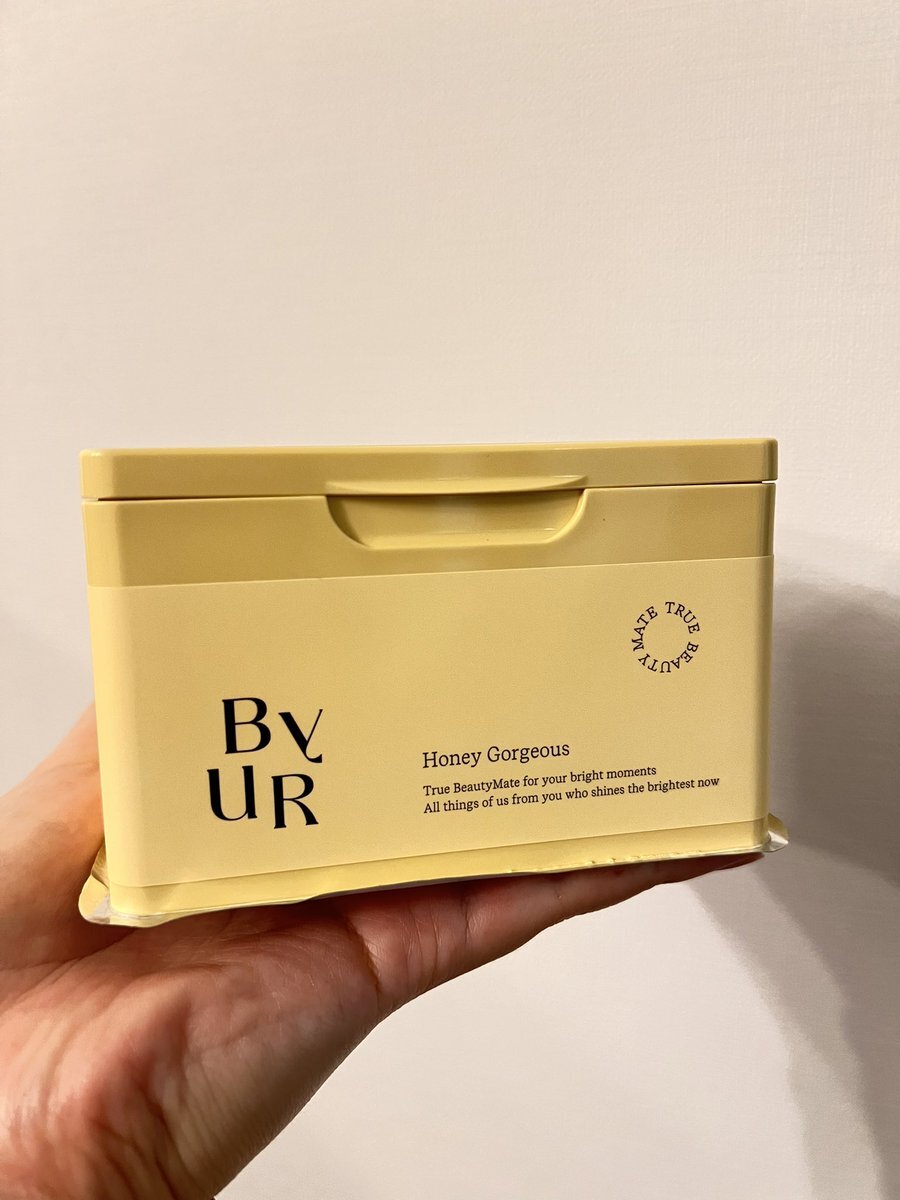 TRUE BEAUTY MATE
By
UR
Honey Gorgeous
True BeautyMate for your bright moments
All things of us from you who shines the brightest now